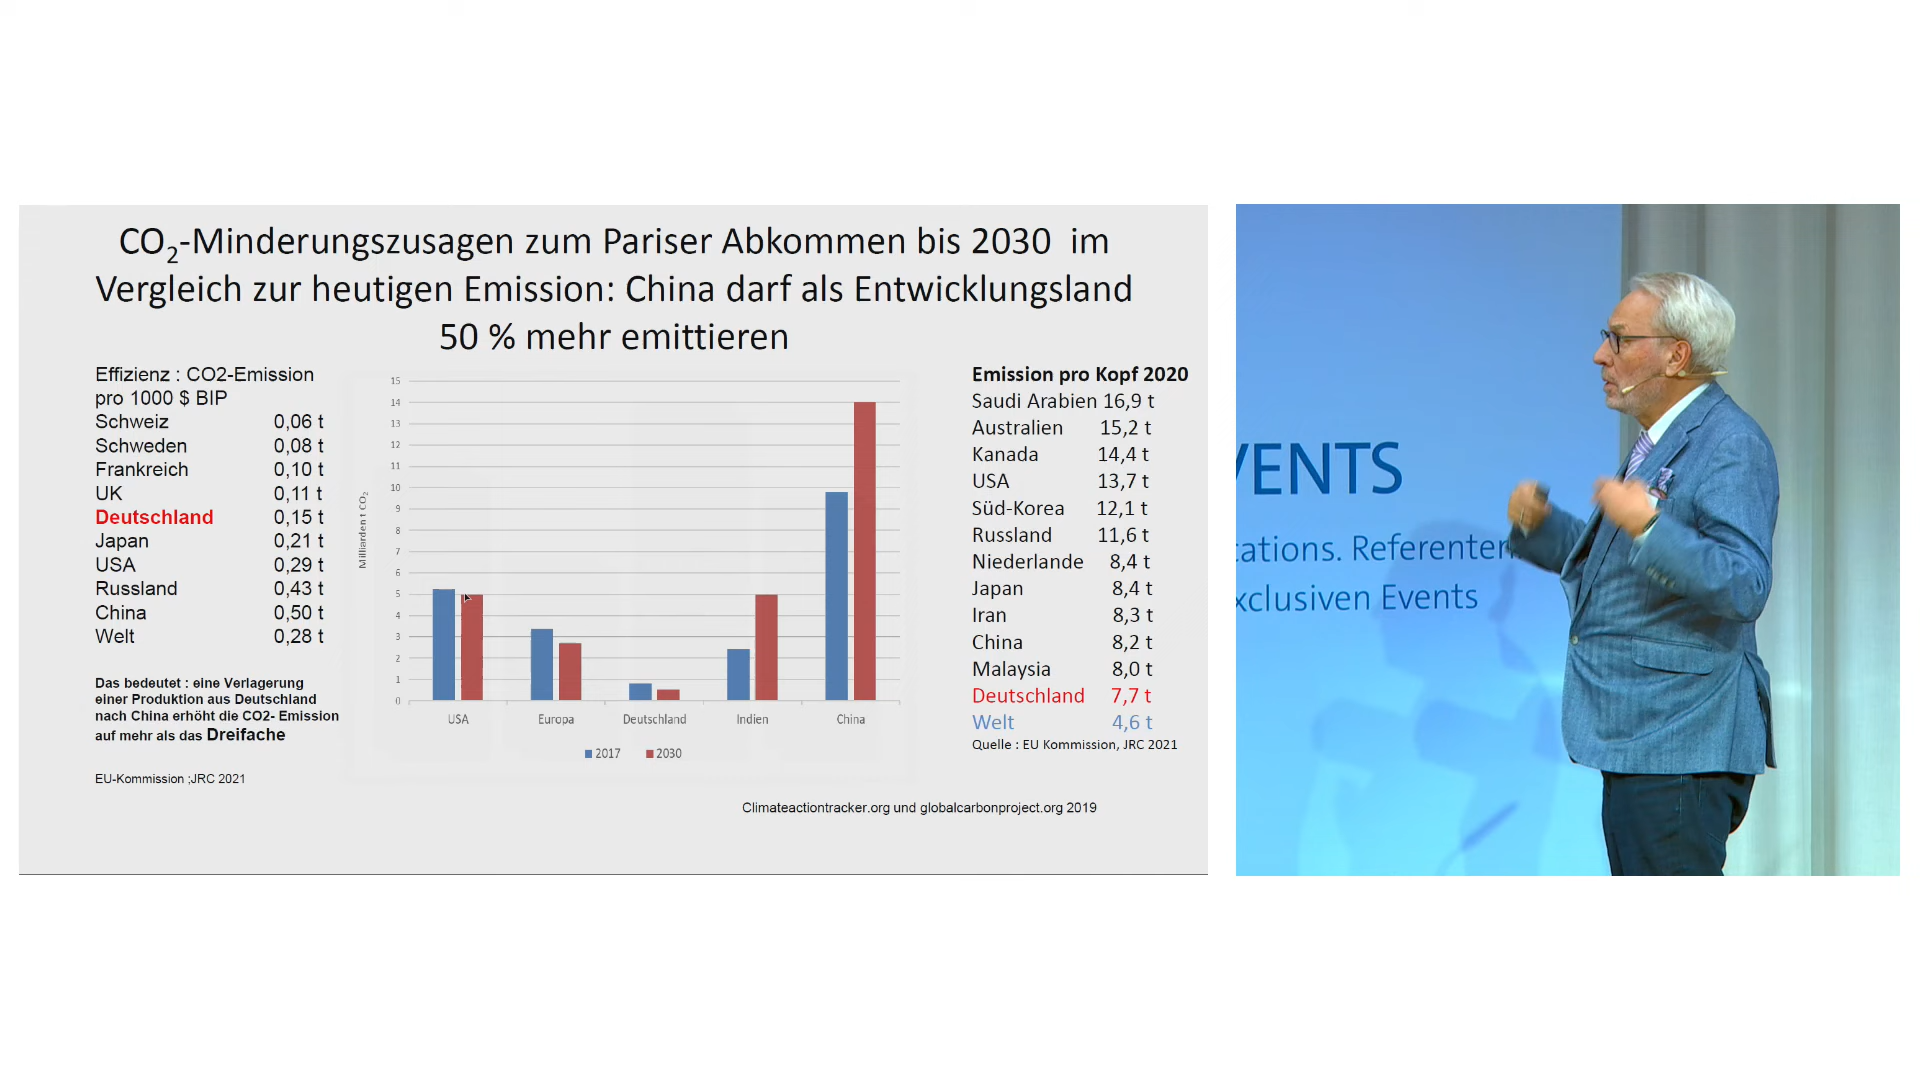 CO2-Minderungszusagen zum Pariser Abkommen bis 2030 im
Vergleich zur heutigen Emission: China darf als Entwicklungsland
50 % mehr emittieren
Effizienz : CO2-Emission
pro 1000 $ BIP
Schweiz 0,06 t
Schweden 0,08 t
Frankreich 0,10 t
UK 0,11 t
Deutschland 0,15 t
Japan 0,21 t
USA 0,29 t
Russland 0,43 t
China 0,50 t
Welt 0,28 t
Das bedeutet : eine Verlagerung
einer Produktion aus Deutschland
nach China erhöht die CO2- Emission
auf mehr als das Dreifache
EU-Kommission ;JRC 2021
Milliarden t CO2
15
14
13
12
11
10
9
8
7
6
5
4
3
2
1
0
USA Europa Deutschland Indien China
2017 2030
Emission pro Kopf 2020
Saudi Arabien 16,9 t
Australien 15,2 t
Kanada 14,4 t
USA 13,7 t
Süd-Korea 12,1 t
Russland 11,6 t
Niederlande 8,4 t
Japan 8,4 t
Iran 8,3 t
China 8,2 t
Malaysia 8,0 t
Deutschland 7,7 t
Welt 4,6 t
Quelle : EU Kommission, JRC 2021
Climateactiontracker.org und globalcarbonproject.org 2019
VENTS
cations. Referenten
xclusiven Events